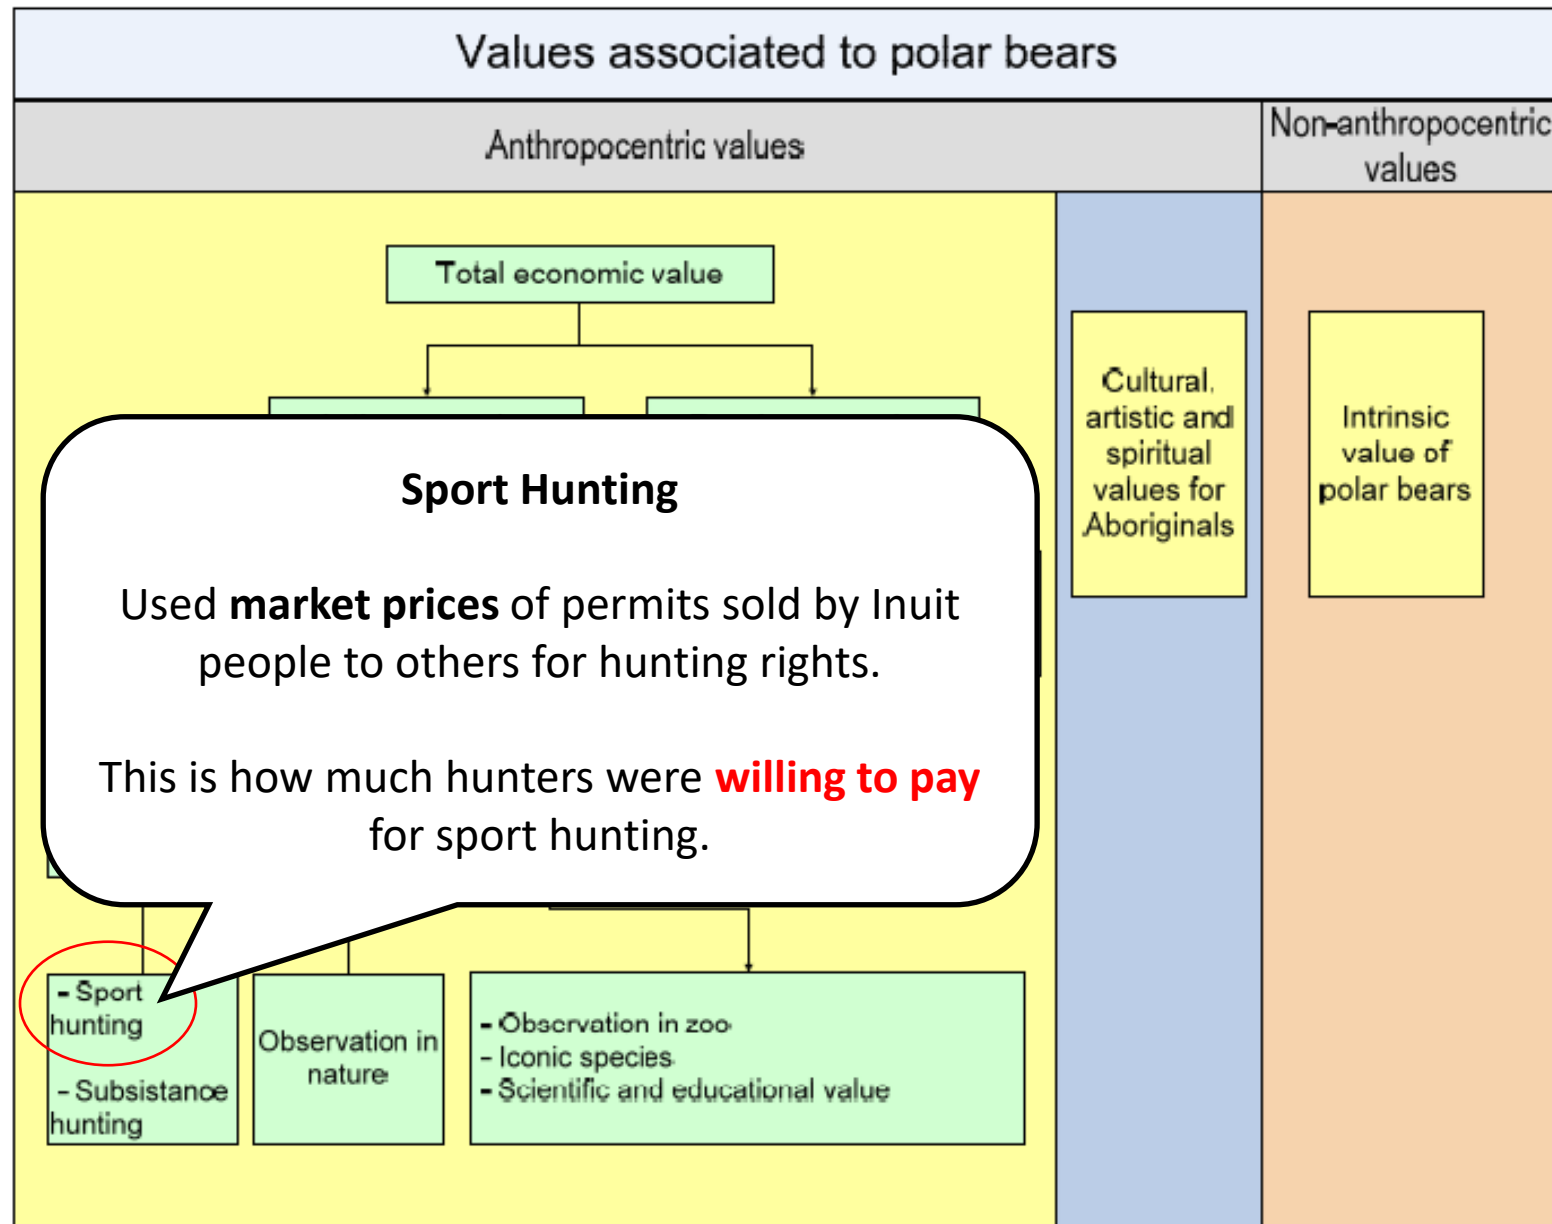 Values associated to polar bears
Anthropocentric values
Non-anthropocentric
values
Total economic value
Cultural,
artistic and
spiritual
values for
Aboriginals
Intrinsic
value of
polar bears
Sport Hunting
Used market prices of permits sold by Inuit
people to others for hunting rights.
This is how much hunters were willing to pay
for sport hunting.
- Sport
hunting
- Subsistance
hunting
Observation in
nature
- Observation in zoo
- Iconic species
- Scientific and educational value